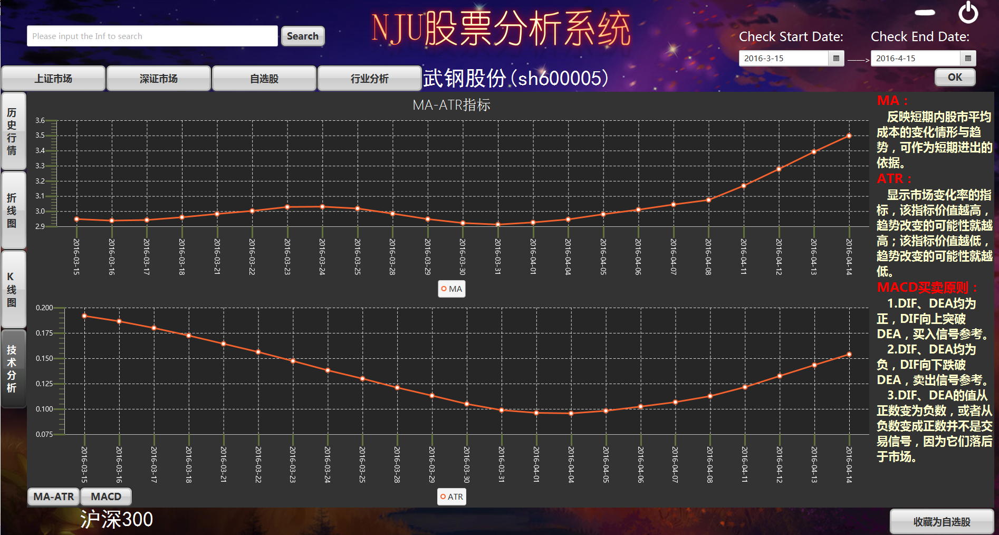 NJU股票分析系统
Please input the Inf to search
Search
Check Start Date:
Check End Date:
2016-3-15
——>
2016-4-15
OK
上证市场
深证市场
自选股
行业分析
武钢股份(sh600005)
历史行情
折线图
K线图
技术分析
MA-ATR指标
3.6
3.5
3.4
3.3
3.2
3.1
3.0
2.9
2016-03-15
2016-03-16
2016-03-17
2016-03-18
2016-03-21
2016-03-22
2016-03-23
2016-03-24
2016-03-25
2016-03-28
2016-03-29
2016-03-30
2016-03-31
2016-04-01
2016-04-04
2016-04-05
2016-04-06
2016-04-07
2016-04-08
2016-04-11
2016-04-12
2016-04-13
2016-04-14
MA
0.200
0.175
0.150
0.125
0.100
0.075
2016-03-15
2016-03-16
2016-03-17
2016-03-18
2016-03-21
2016-03-22
2016-03-23
2016-03-24
2016-03-25
2016-03-28
2016-03-29
2016-03-30
2016-03-31
2016-04-01
2016-04-04
2016-04-05
2016-04-06
2016-04-07
2016-04-08
2016-04-11
2016-04-12
2016-04-13
2016-04-14
ATR
MA：
反映短期内股市平均
成本的变化情形与趋
势，可作为短期进出的
依据。
ATR：
显示市场变化率的指
标，该指标价值越高，
趋势改变的可能性就越
高；该指标价值越低，
趋势改变的可能性就越
低。
MACD买卖原则：
1.DIF、DEA均为
正，DIF向上突破
DEA，买入信号参考。
2.DIF、DEA均为
负，DIF向下跌破
DEA，卖出信号参考。
3.DIF、DEA的值从
正数变为负数，或者从
负数变成正数并不是交
易信号，因为它们落后
于市场。
MA-ATR
MACD
沪深300
收藏为自选股